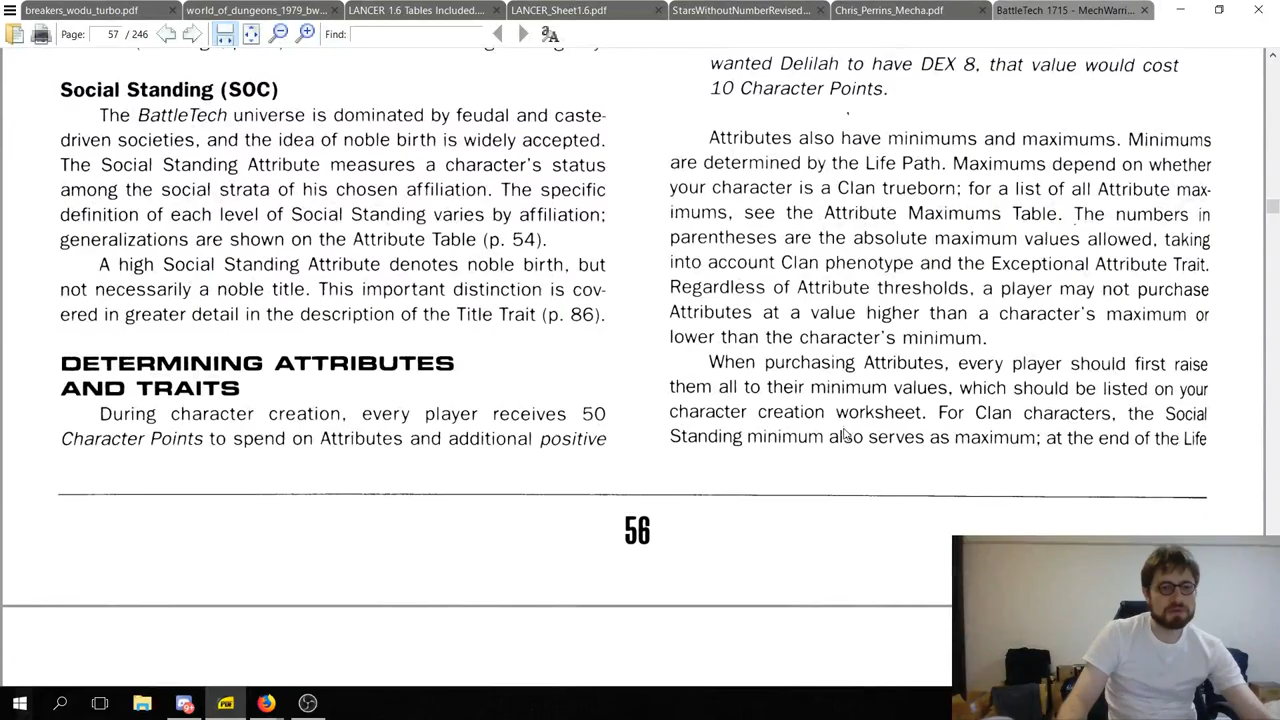 breakers_wodu_turbo.pdf
world_of_dungeons_1979_bw...
LANCER 1.6 Tables Included....
LANCER_Sheet1.6.pdf
StarsWithoutNumberRevised...
Chris_Perrins_Mecha.pdf
BattleTech 1715 - MechWarri...
Page: 57 / 246
Find:
Social Standing (SOC)
The BattleTech universe is dominated by feudal and caste-
driven societies, and the idea of noble birth is widely accepted.
The Social Standing Attribute measures a character's status
among the social strata of his chosen affiliation. The specific
definition of each level of Social Standing varies by affiliation;
generalizations are shown on the Attribute Table (p. 54).
A high Social Standing Attribute denotes noble birth, but
not necessarily a noble title. This important distinction is cov-
ered in greater detail in the description of the Title Trait (p. 86).
DETERMINING ATTRIBUTES
AND TRAITS
During character creation, every player receives 50
Character Points to spend on Attributes and additional positive
wanted Delilah to have DEX 8, that value would cost
10 Character Points.
Attributes also have minimums and maximums. Minimums
are determined by the Life Path. Maximums depend on whether
your character is a Clan trueborn; for a list of all Attribute max-
imums, see the Attribute Maximums Table. The numbers in
parentheses are the absolute maximum values allowed, taking
into account Clan phenotype and the Exceptional Attribute Trait.
Regardless of Attribute thresholds, a player may not purchase
Attributes at a value higher than a character's maximum or
lower than the character's minimum.
When purchasing Attributes, every player should first raise
them all to their minimum values, which should be listed on your
character creation worksheet. For Clan characters, the Social
Standing minimum also serves as maximum; at the end of the Life
56